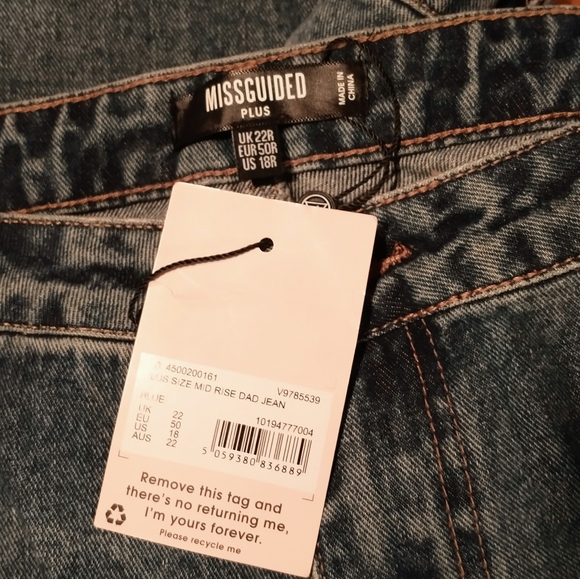 MISSGUIDED
PLUS
MADE IN
CHINA
UK 22R
EUR 50R
US 18R
4500200161
V9785539
SIZE MID RISE DAD JEAN
BLUE
UK 22
EU 50
US 18
AUS 22
10194777004
5 059380 836889
Remove this tag and
there's no returning me,
I'm yours forever.
Please recycle me